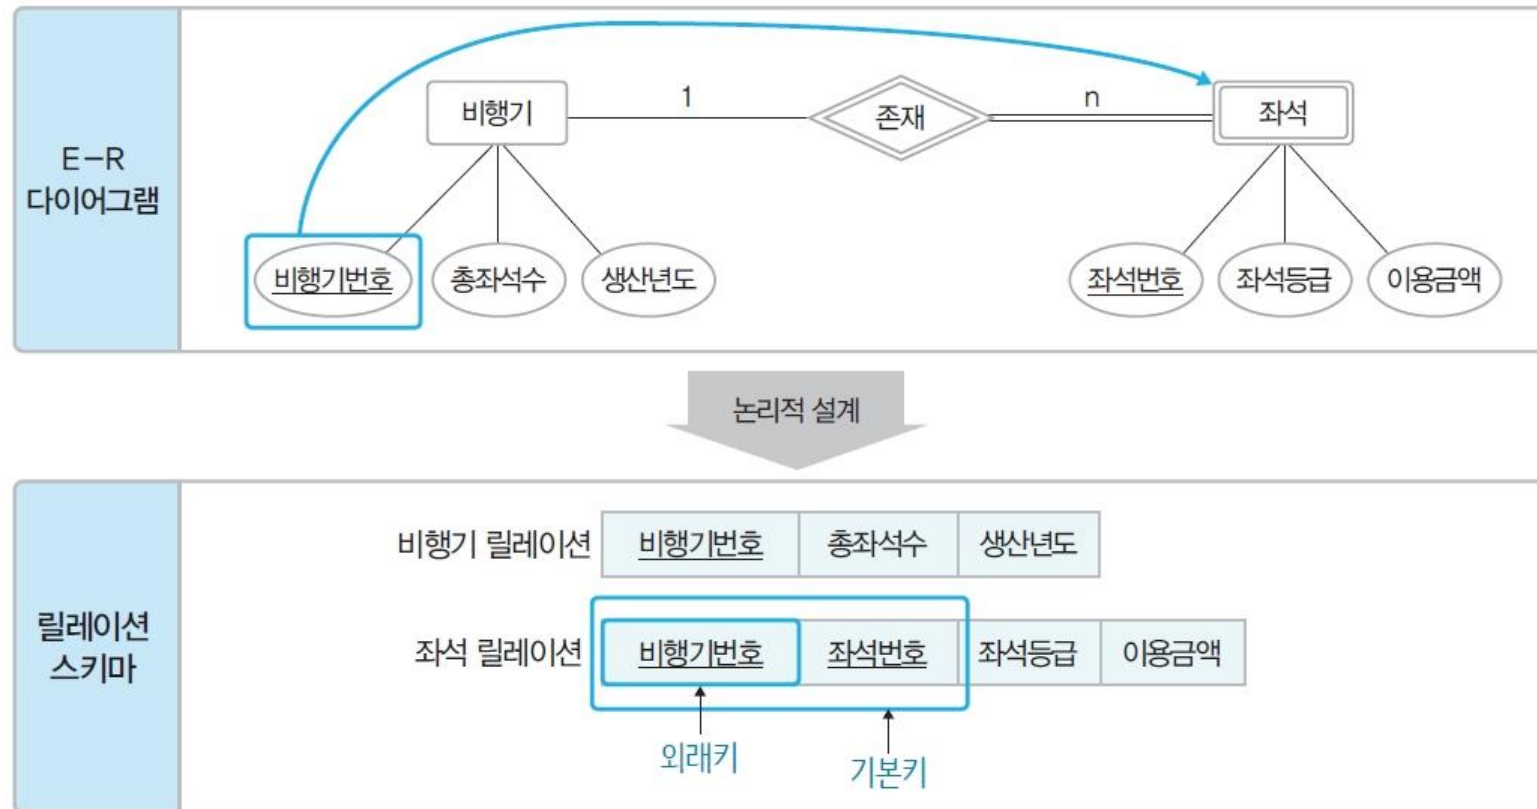 E-R
다이어그램
비행기
1
존재
n
좌석
비행기번호
총좌석수
생산년도
좌석번호
좌석등급
이용금액
논리적 설계
릴레이션
스키마
비행기 릴레이션 비행기번호 총좌석수 생산년도
좌석 릴레이션 비행기번호 좌석번호 좌석등급 이용금액
외래키
기본키